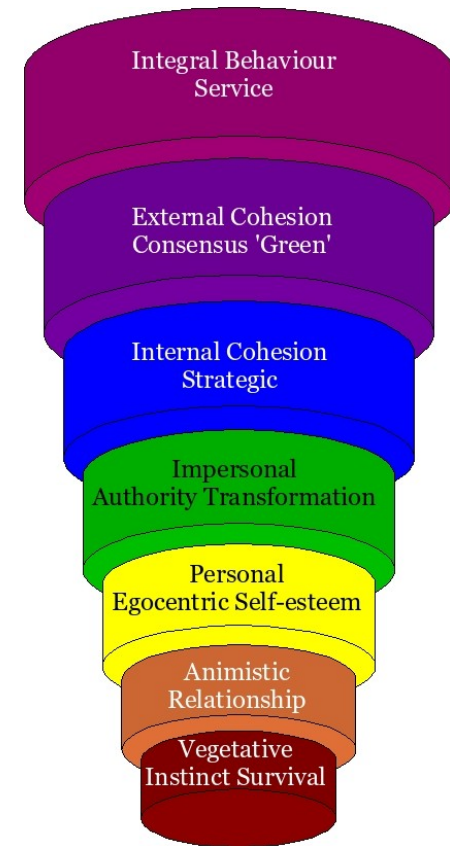 Integral Behaviour
Service
External Cohesion
Consensus 'Green'
Internal Cohesion
Strategic
Impersonal
Authority Transformation
Personal
Egocentric Self-esteem
Animistic
Relationship
Vegetative
Instinct Survival